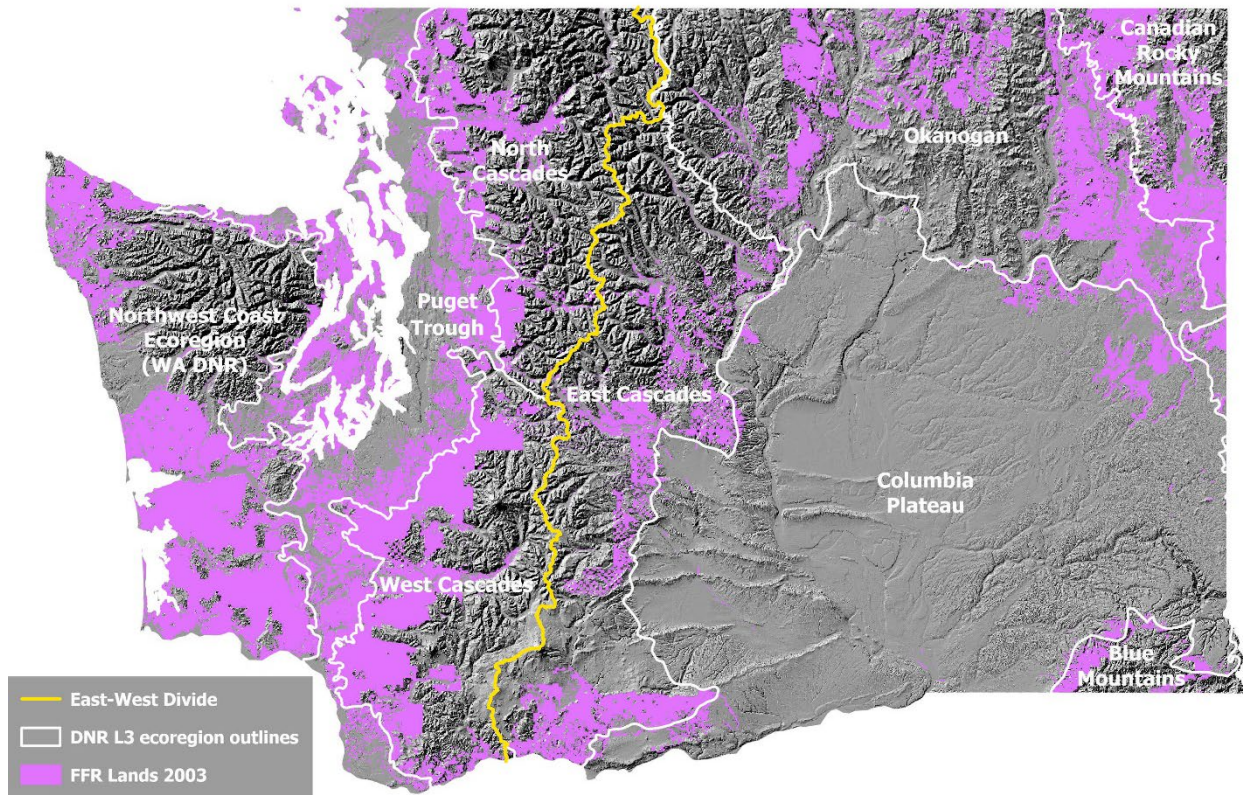 Canadian
Rocky
Mountains
Okanogan
North
Cascades
Puget
Trough
Northwest Coast
Ecoregion
(WA DNR)
East Cascades
Columbia
Plateau
West Cascades
Blue
Mountains
East-West Divide
DNR L3 ecoregion outlines
FFR Lands 2003